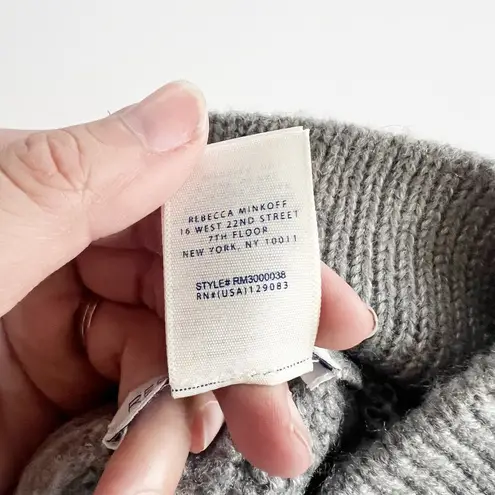 REBECCA MINKOFF
16 WEST 22ND STREET
7TH FLOOR
NEW YORK, NY 10011
STYLE# RM3000038
RN#(USA)129083